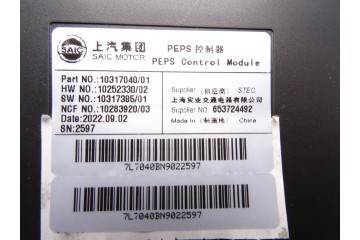 上汽集团
SAIC
SAIC MOTOR
PEPS 控制器
PEPS Control Module
Part NO.:10317040/01
HW NO.:10252330/02
SW NO.:10317385/01
NCF NO.:10263920/03
Date:2022.09.02
SN:2597
Supplier （供应商） STEC
上海实业交通电器有限公司
Supplier NO 653724492
Made In （制造地） China
7L7040BN9022597
7L7040BN9022597